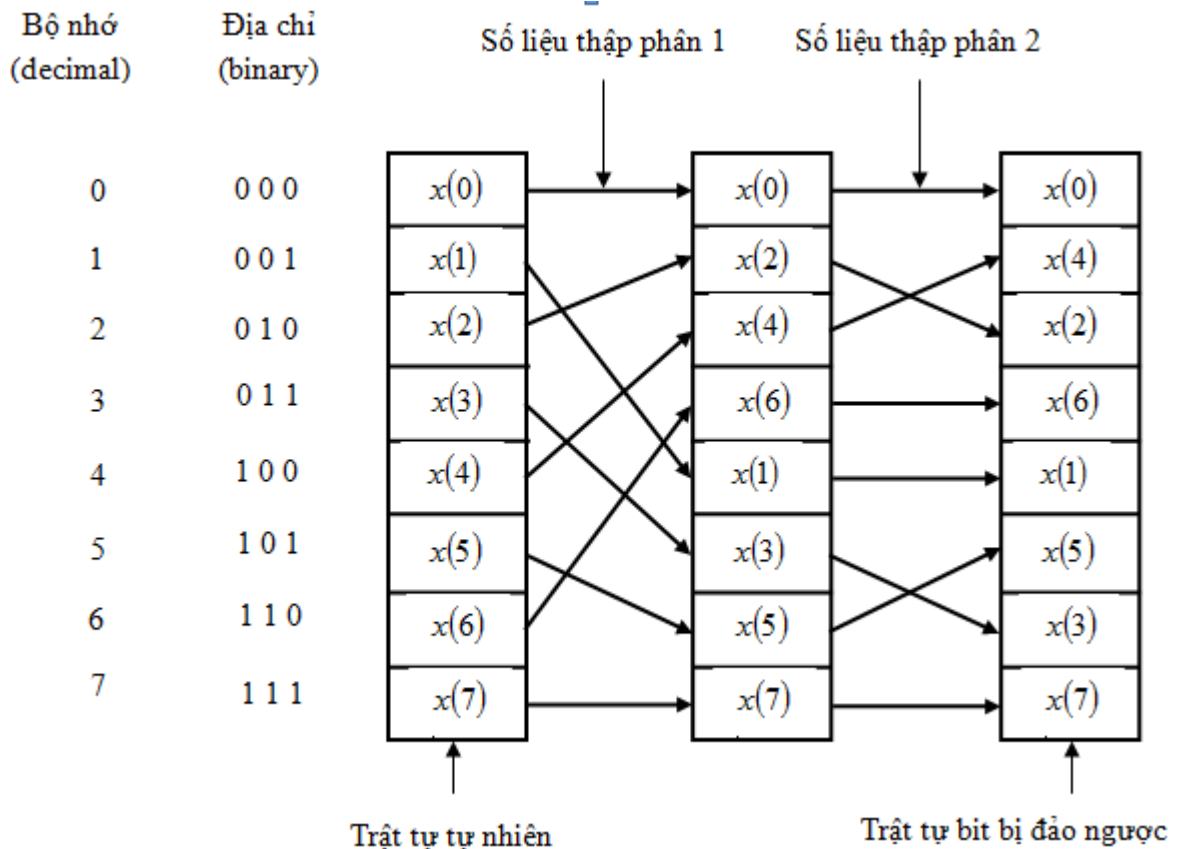 Bộ nhớ
(decimal)
Địa chỉ
(binary)
Số liệu thập phân 1
Số liệu thập phân 2
0 0 0 0 x(0) x(0) x(0)
1 0 0 1 x(1) x(2) x(4)
2 0 1 0 x(2) x(4) x(2)
3 0 1 1 x(3) x(6) x(6)
4 1 0 0 x(4) x(1) x(1)
5 1 0 1 x(5) x(3) x(5)
6 1 1 0 x(6) x(5) x(3)
7 1 1 1 x(7) x(7) x(7)
Trật tự tự nhiên
Trật tự bit bị đảo ngược